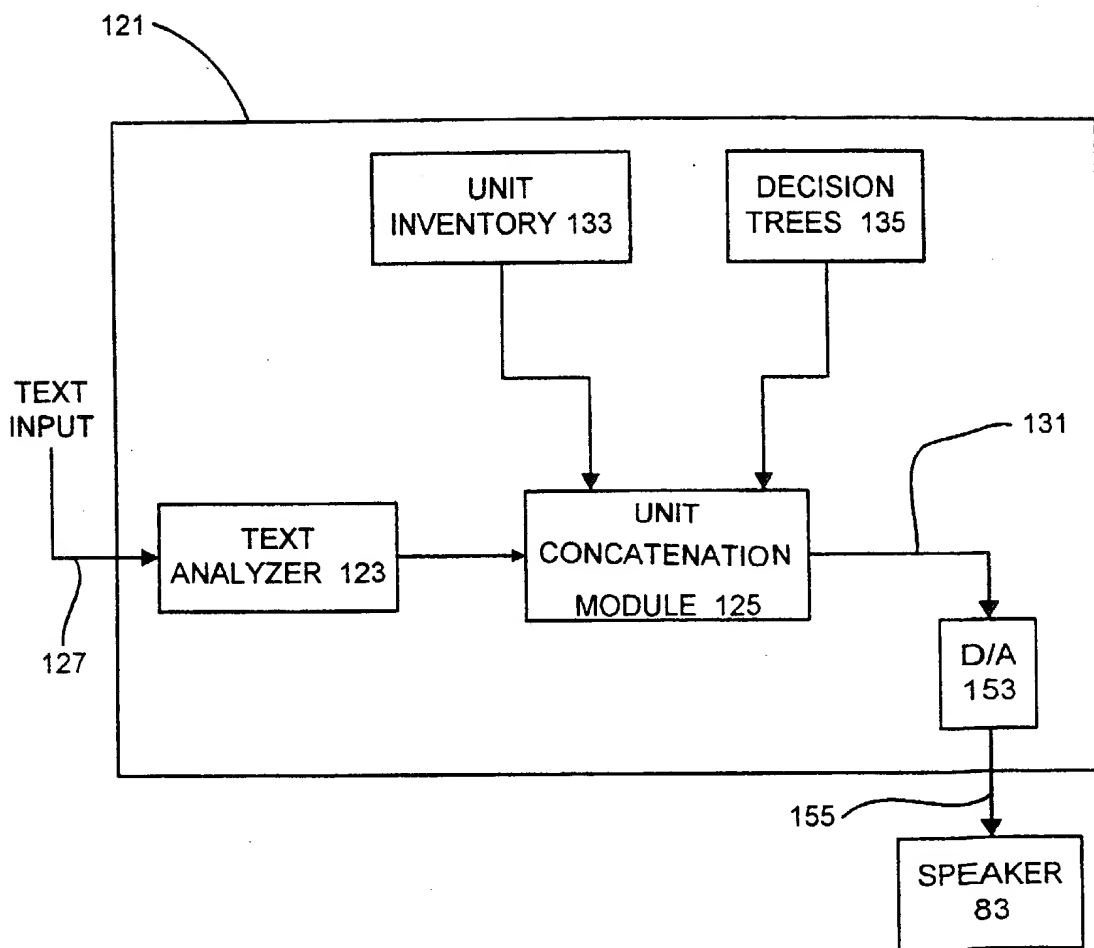 121
UNIT
INVENTORY 133
DECISION
TREES 135
TEXT
INPUT
131
TEXT
ANALYZER 123
UNIT
CONCATENATION
MODULE 125
127
D/A
153
155
SPEAKER
83